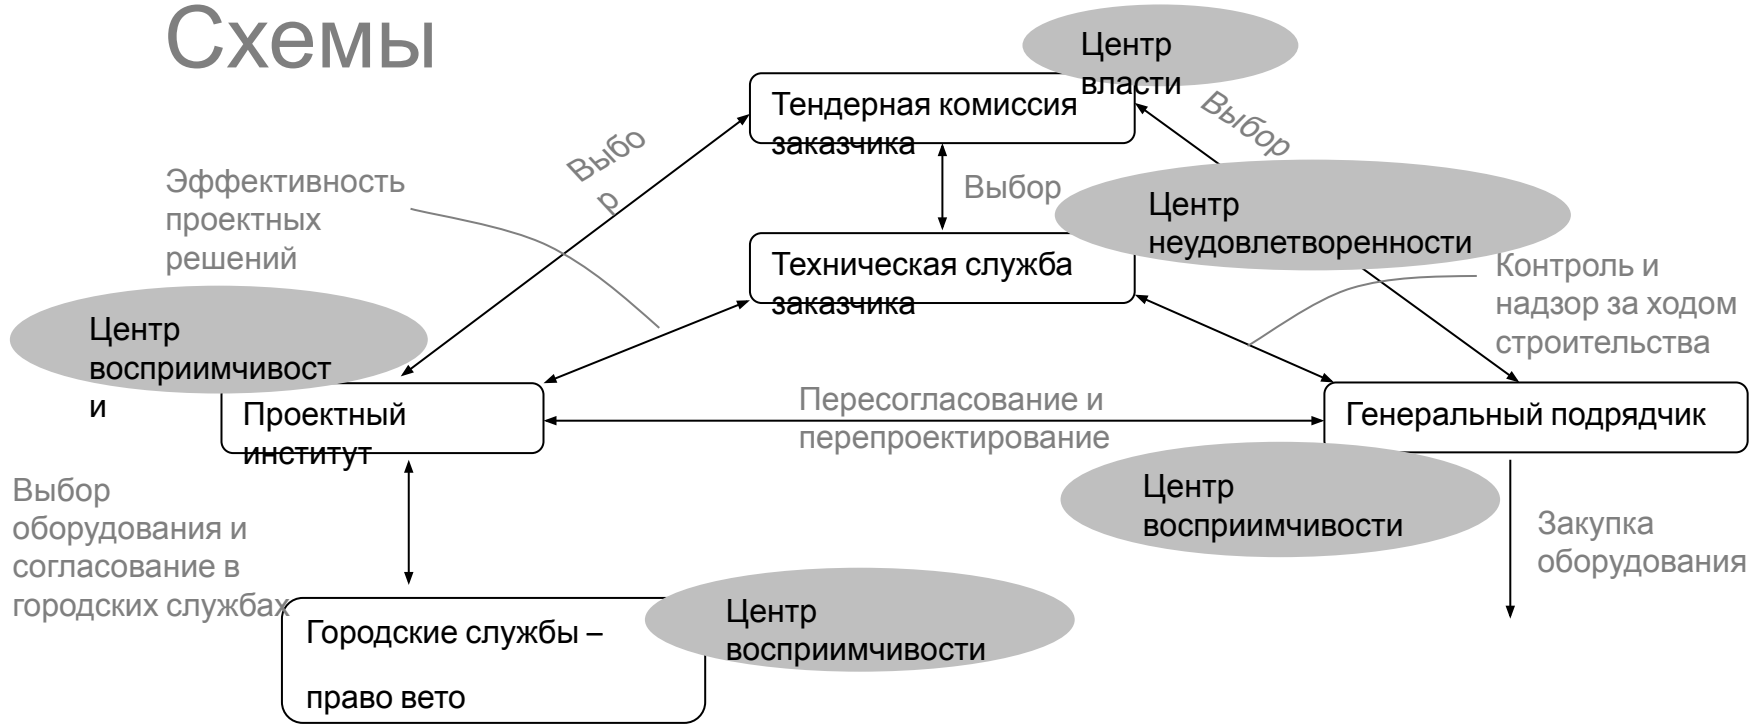 Схемы
Центр
власти
Тендерная комиссия
заказчика
Выбор
Выбо
р
Эффективность
проектных
решений
Выбор
Центр
неудовлетворенности
Техническая служба
заказчика
Контроль и
надзор за ходом
строительства
Центр
восприимчивост
и
Проектный
институт
Пересогласование и
перепроектирование
Генеральный подрядчик
Выбор
оборудования и
согласование в
городских службах
Центр
восприимчивости
Закупка
оборудования
Городские службы –
право вето
Центр
восприимчивости